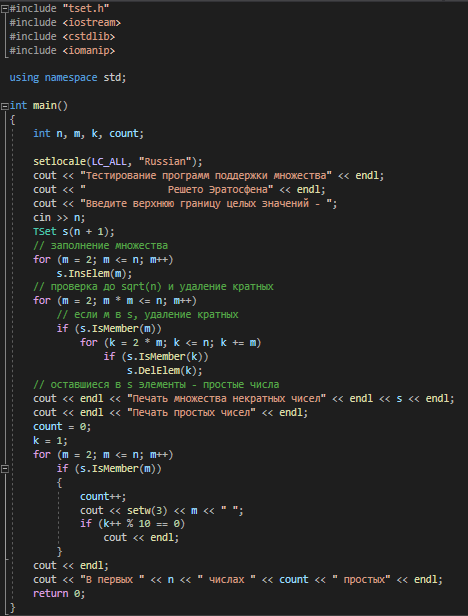 #include "tset.h"
#include <iostream>
#include <cstdlib>
#include <iomanip>
using namespace std;
int main()
{
int n, m, k, count;
setlocale(LC_ALL, "Russian");
cout << "Тестирование программ поддержки множества" << endl;
cout << "             Решето Эратосфена" << endl;
cout << "Введите верхнюю границу целых значений - ";
cin >> n;
TSet s(n + 1);
// заполнение множества
for (m = 2; m <= n; m++)
s.InsElem(m);
// проверка до sqrt(n) и удаление кратных
for (m = 2; m * m <= n; m++)
// если м в s, удаление кратных
if (s.IsMember(m))
for (k = 2 * m; k <= n; k += m)
if (s.IsMember(k))
s.DelElem(k);
// оставшиеся в s элементы - простые числа
cout << endl << "Печать множества некратных чисел" << endl << s << endl;
cout << endl << "Печать простых чисел" << endl;
count = 0;
k = 1;
for (m = 2; m <= n; m++)
if (s.IsMember(m))
{
count++;
cout << setw(3) << m << " ";
if (k++ % 10 == 0)
cout << endl;
}
cout << endl;
cout << "В первых " << n << " числах " << count << " простых" << endl;
return 0;
}